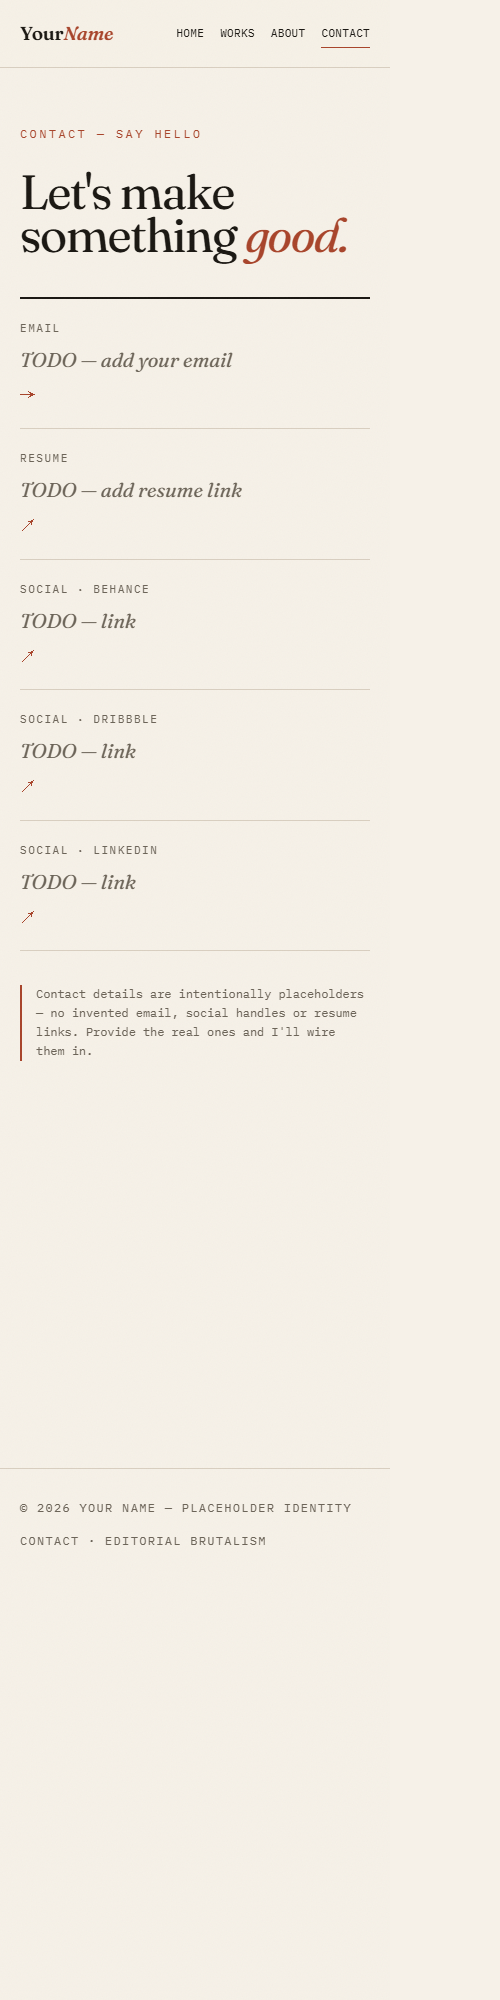 YourName
HOME WORKS ABOUT CONTACT
CONTACT — SAY HELLO
Let's make
something good.
EMAIL
TODO — add your email
→
RESUME
TODO — add resume link
↗
SOCIAL · BEHANCE
TODO — link
↗
SOCIAL · DRIBBBLE
TODO — link
↗
SOCIAL · LINKEDIN
TODO — link
↗
Contact details are intentionally placeholders
— no invented email, social handles or resume
links. Provide the real ones and I'll wire
them in.
© 2026 YOUR NAME — PLACEHOLDER IDENTITY
CONTACT · EDITORIAL BRUTALISM